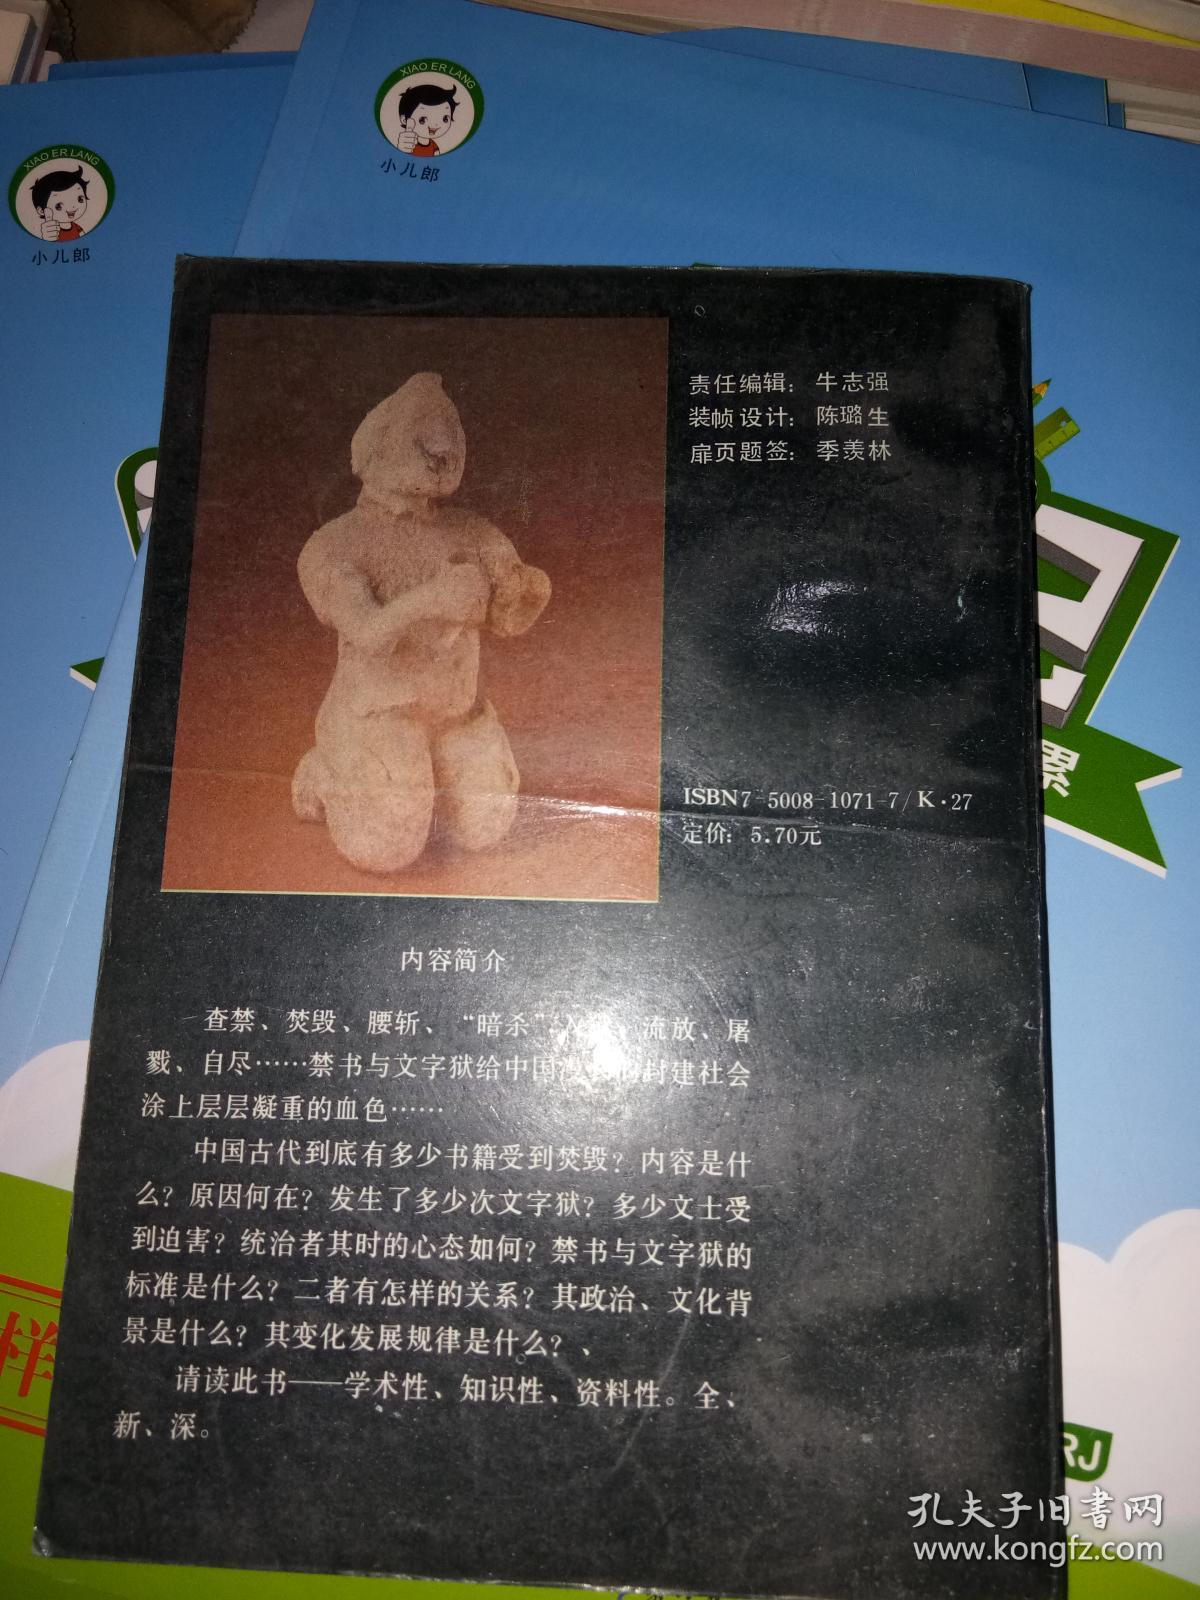 XIAO ER LANG
小儿郎
XIAO ER LANG
小儿郎
责任编辑：牛志强
装帧设计：陈璐生
扉页题签：季羡林
ISBN7-5008-1071-7/K·27
定价：5.70元
累
内容简介
查禁、焚毁、腰斩、“暗杀”、流放、屠
戮、自尽……禁书与文字狱给中国封建社会
涂上层层凝重的血色……
中国古代到底有多少书籍受到焚毁？内容是什
么？原因何在？发生了多少次文字狱？多少文士受
到迫害？统治者其时的心态如何？禁书与文字狱的
标准是什么？二者有怎样的关系？其政治、文化背
景是什么？其变化发展规律是什么？、
请读此书——学术性、知识性、资料性。全、
新、深。
样
RJ
孔夫子旧书网
www.kongfz.com